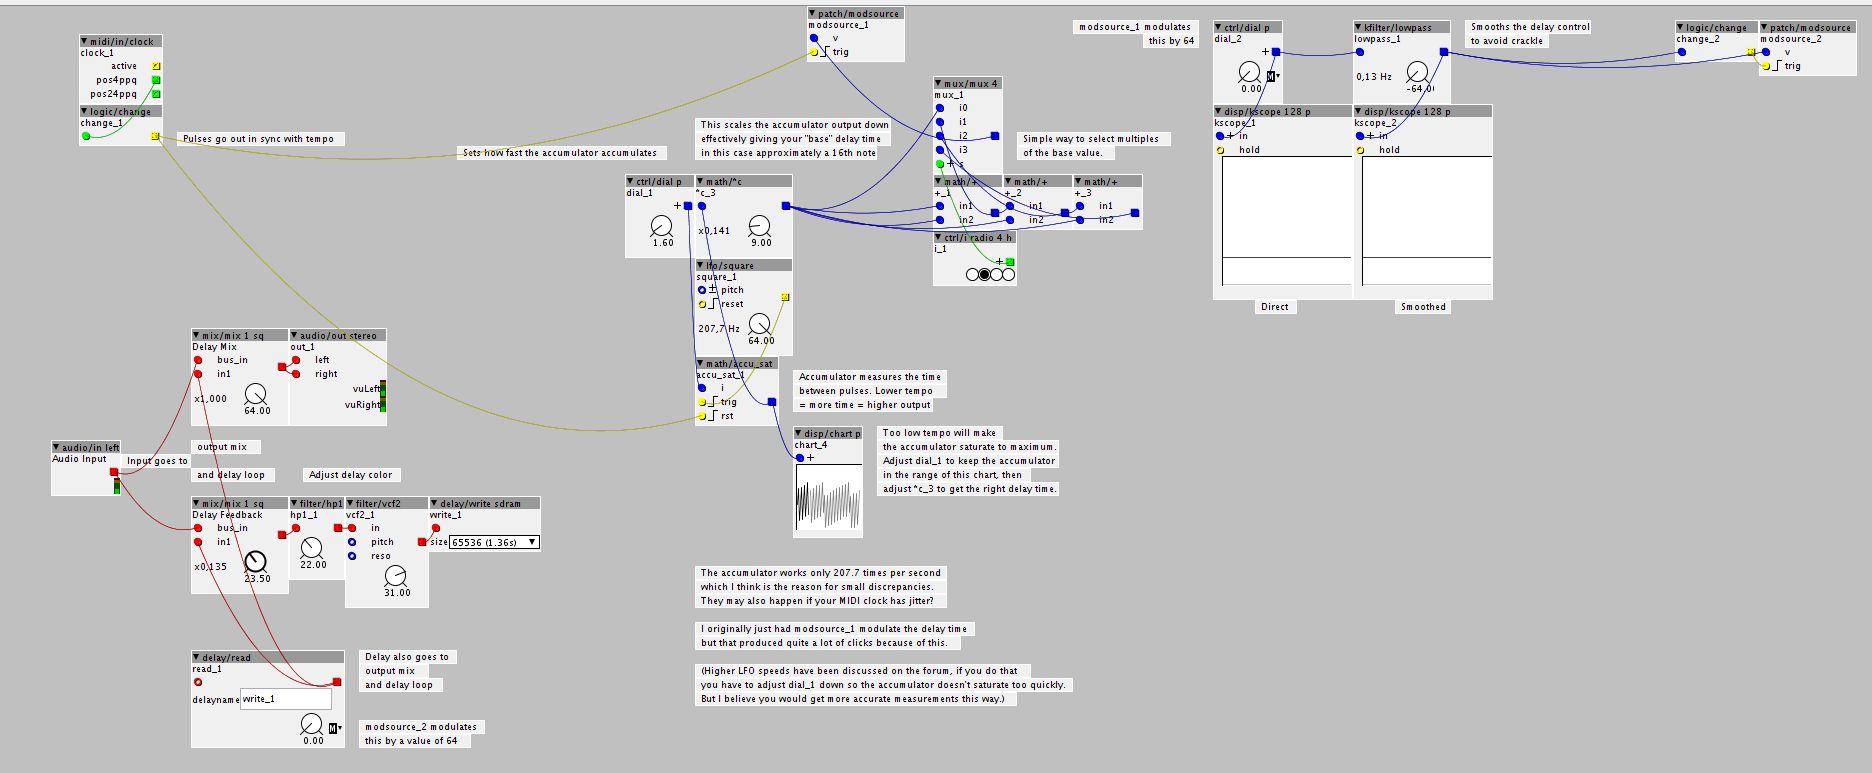 midi/in/clock
clock_1
active
pos4ppq
pos24ppq
logic/change
change_1
Pulses go out in sync with tempo
Sets how fast the accumulator accumulates
patch/modsource
modsource_1
v
trig
This scales the accumulator output down
effectively giving your "base" delay time
in this case approximately a 16th note
mux/mux 4
mux_1
i0
i1
i2
i3
s
Simple way to select multiples
of the base value.
modsource_1 modulates
this by 64
ctrl/dial p
dial_2
+
0.00
M
kfilter/lowpass
lowpass_1
0,13 Hz
-64.0
Smooths the delay control
to avoid crackle
logic/change
change_2
patch/modsource
modsource_2
v
trig
disp/kscope 128 p
kscope_1
+ in
hold
Direct
disp/kscope 128 p
kscope_2
+ in
hold
Smoothed
ctrl/dial p
dial_1
+
1.60
math/*c
*c_3
x0,141
9.00
math/+
+_1
in1
in2
math/+
+_2
in1
in2
math/+
+_3
in1
in2
ctrl/i radio 4 h
i_1
+
lfo/square
square_1
± pitch
reset
207,7 Hz
64.00
math/accu_sat
accu_sat_1
i
trig
rst
Accumulator measures the time
between pulses. Lower tempo
= more time = higher output
disp/chart p
chart_4
+
Too low tempo will make
the accumulator saturate to maximum.
Adjust dial_1 to keep the accumulator
in the range of this chart, then
adjust *c_3 to get the right delay time.
mix/mix 1 sq
Delay Mix
bus_in
in1
x1,000
64.00
audio/out stereo
out_1
left
right
vuLeft
vuRight
audio/in left
Audio Input
Input goes to
output mix
and delay loop
Adjust delay color
mix/mix 1 sq
Delay Feedback
bus_in
in1
x0,135
23.50
filter/hp1
hp1_1
22.00
filter/vcf2
vcf2_1
in
pitch
reso
31.00
delay/write sdram
write_1
size 65536 (1.36s)
The accumulator works only 207.7 times per second
which I think is the reason for small discrepancies.
They may also happen if your MIDI clock has jitter?
I originally just had modsource_1 modulate the delay time
but that produced quite a lot of clicks because of this.
(Higher LFO speeds have been discussed on the forum, if you do that
you have to adjust dial_1 down so the accumulator doesn't saturate too quickly.
But I believe you would get more accurate measurements this way.)
delay/read
read_1
delayname write_1
0.00
M
Delay also goes to
output mix
and delay loop
modsource_2 modulates
this by a value of 64